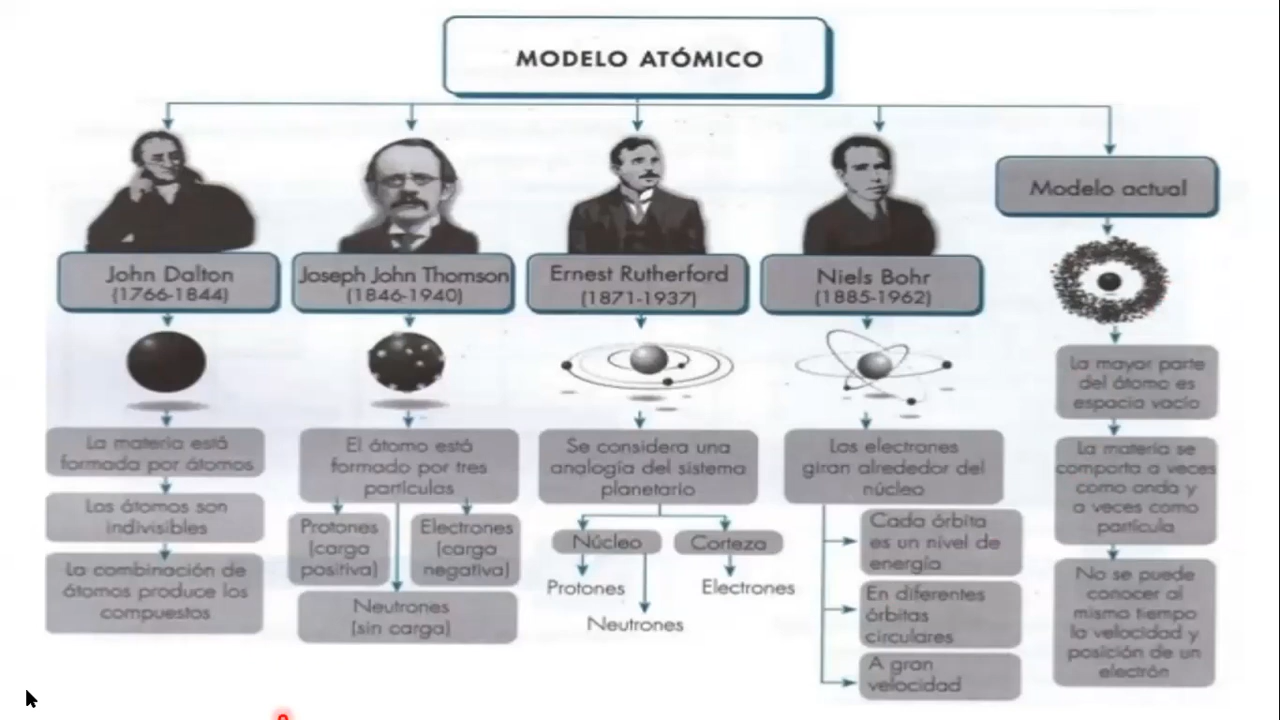 MODELO ATÓMICO
John Dalton
(1766-1844)
La materia está
formada por átomos
Los átomos son
indivisibles
La combinación de
átomos produce los
compuestos
Joseph John Thomson
(1846-1940)
El átomo está
formado por tres
partículas
Protones
(carga
positiva)
Electrones
(carga
negativa)
Neutrones
(sin carga)
Ernest Rutherford
(1871-1937)
Se considera una
analogía del sistema
planetario
Núcleo
Corteza
Protones
Electrones
Neutrones
Niels Bohr
(1885-1962)
Los electrones
giran alrededor del
núcleo
Cada órbita
es un nivel de
energía
En diferentes
órbitas
circulares
A gran
velocidad
Modelo actual
La mayor parte
del átomo es
espacio vacío
La materia se
comporta a veces
como onda y
a veces como
partícula
No se puede
conocer al
mismo tiempo
la velocidad y
posición de un
electrón